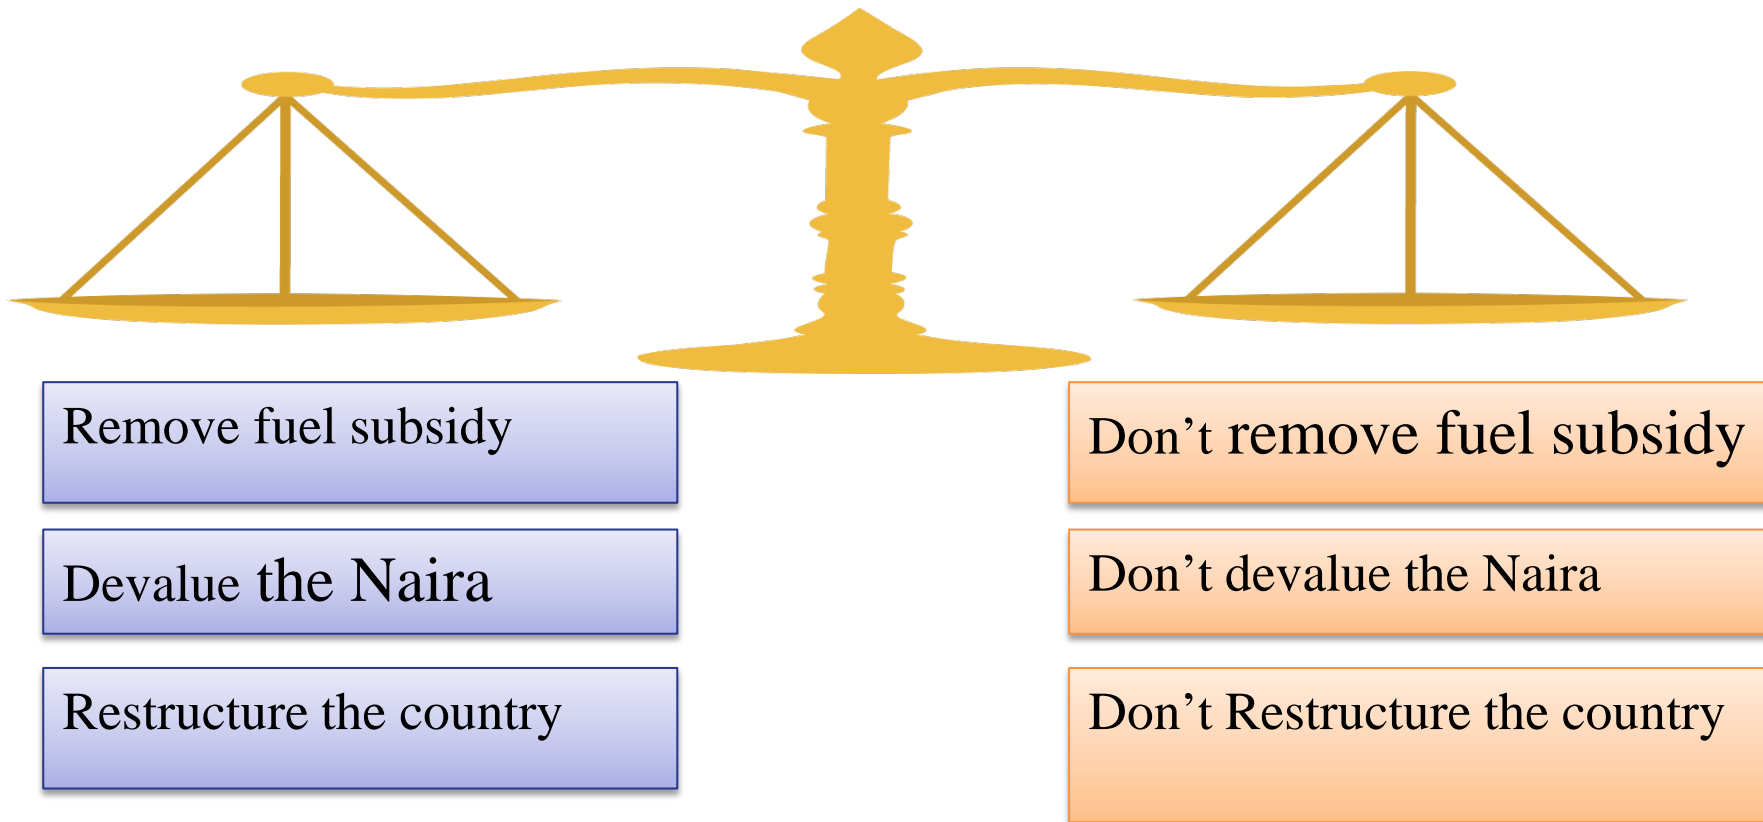 Remove fuel subsidy
Don’t remove fuel subsidy
Devalue the Naira
Don’t devalue the Naira
Restructure the country
Don’t Restructure the country